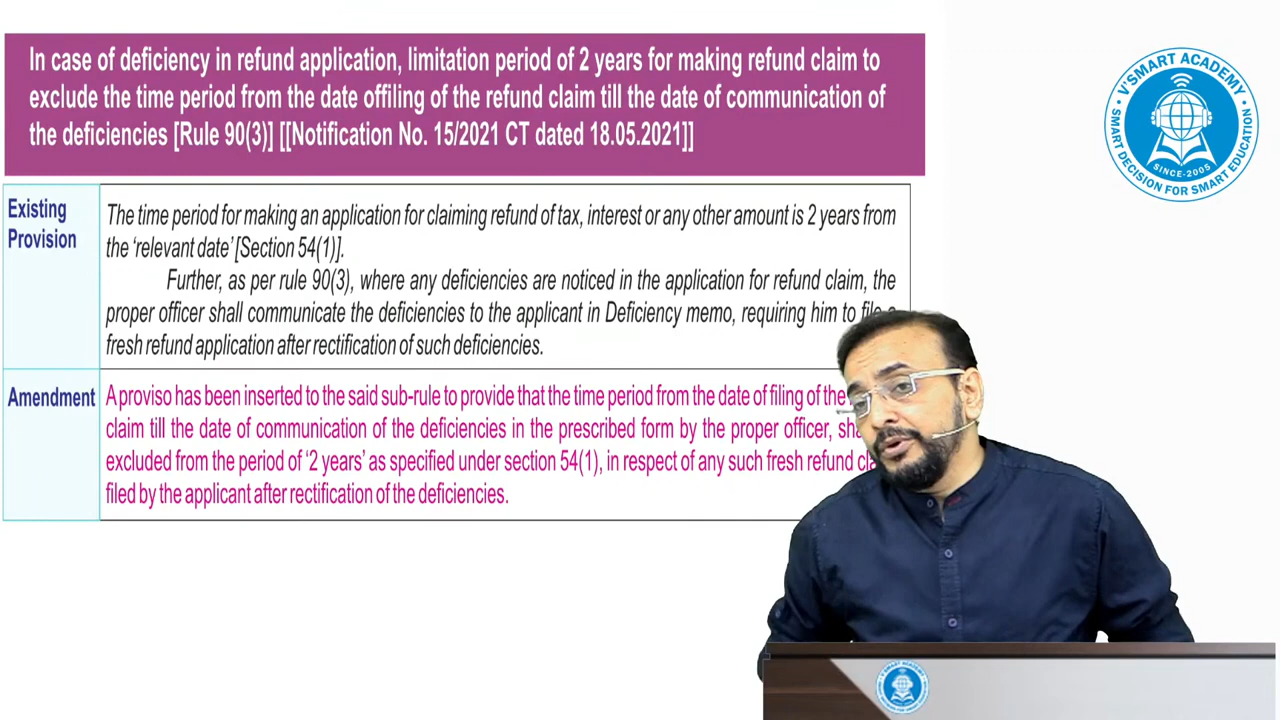 In case of deficiency in refund application, limitation period of 2 years for making refund claim to
exclude the time period from the date offiling of the refund claim till the date of communication of
the deficiencies [Rule 90(3)] [[Notification No. 15/2021 CT dated 18.05.2021]]
V'SMART ACADEMY
SMART DECISION FOR SMART EDUCATION
SINCE-2005
Existing
Provision
The time period for making an application for claiming refund of tax, interest or any other amount is 2 years from
the ‘relevant date’ [Section 54(1)].
Further, as per rule 90(3), where any deficiencies are noticed in the application for refund claim, the
proper officer shall communicate the deficiencies to the applicant in Deficiency memo, requiring him to
fresh refund application after rectification of such deficiencies.
Amendment
A proviso has been inserted to the said sub-rule to provide that the time period from the date of filing of the
claim till the date of communication of the deficiencies in the prescribed form by the proper officer,
excluded from the period of ‘2 years’ as specified under section 54(1), in respect of any such fresh refund
filed by the applicant after rectification of the deficiencies.